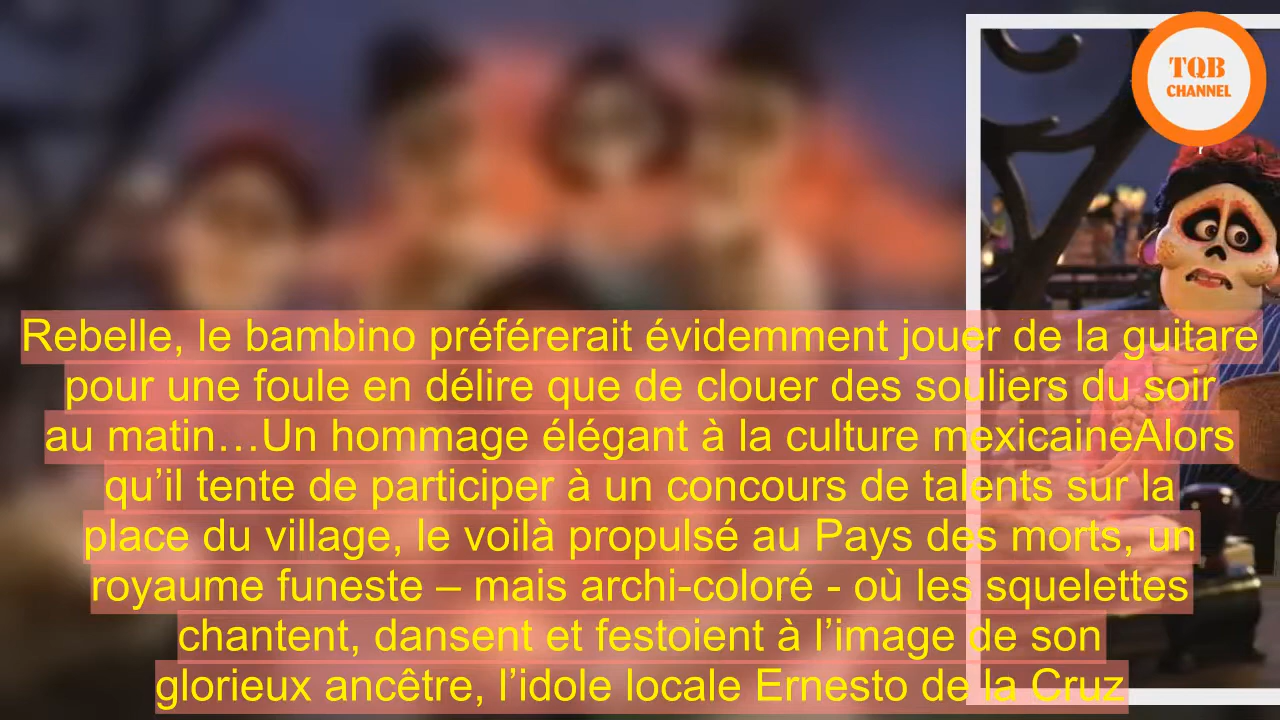 TQB
CHANNEL
Rebelle, le bambino préférerait évidemment jouer de la guitare
pour une foule en délire que de clouer des souliers du soir
au matin…Un hommage élégant à la culture mexicaineAlors
qu’il tente de participer à un concours de talents sur la
place du village, le voilà propulsé au Pays des morts, un
royaume funeste – mais archi-coloré - où les squelettes
chantent, dansent et festoient à l’image de son
glorieux ancêtre, l’idole locale Ernesto de la Cruz